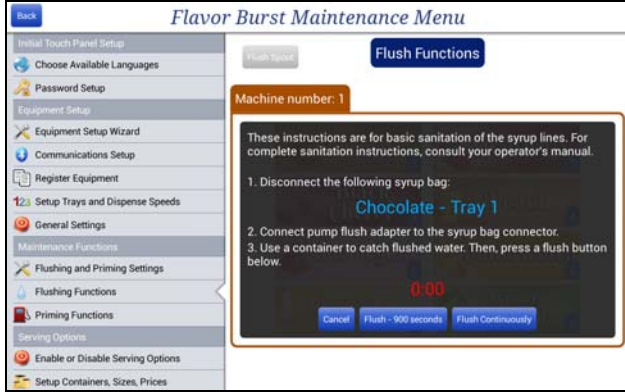 Back
Flavor Burst Maintenance Menu
Initial Touch Panel Setup
Choose Available Languages
Password Setup
Equipment Setup
Equipment Setup Wizard
Communications Setup
Register Equipment
123 Setup Trays and Dispense Speeds
General Settings
Maintenance Functions
Flushing and Priming Settings
Flushing Functions
Priming Functions
Serving Options
Enable or Disable Serving Options
Setup Containers, Sizes, Prices
Flush Spout
Flush Functions
Machine number: 1
These instructions are for basic sanitation of the syrup lines. For
complete sanitation instructions, consult your operator's manual.
1. Disconnect the following syrup bag:
Chocolate - Tray 1
2. Connect pump flush adapter to the syrup bag connector.
3. Use a container to catch flushed water. Then, press a flush button
below.
0:00
Cancel
Flush - 900 seconds
Flush Continuously